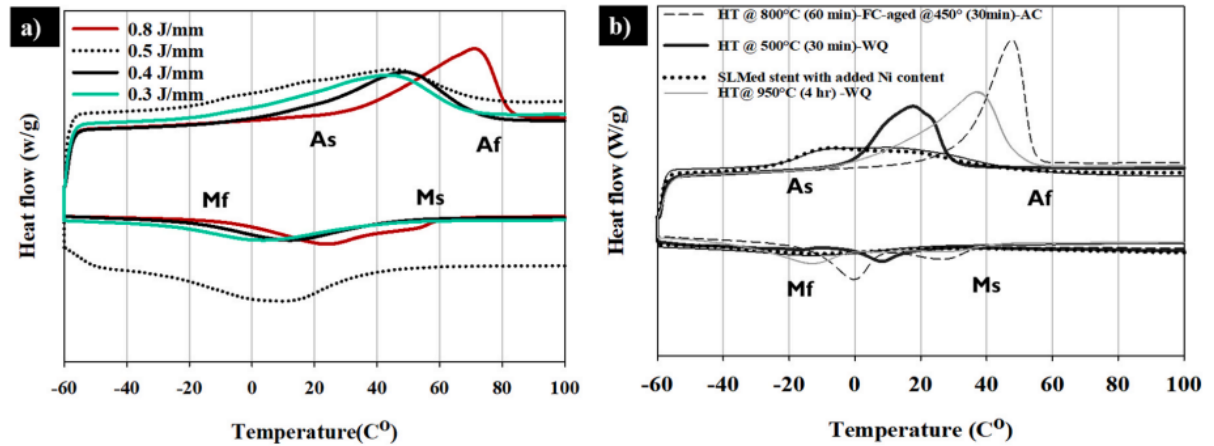 a)
0.8 J/mm
0.5 J/mm
0.4 J/mm
0.3 J/mm
As
Af
Mf
Ms
Heat flow (w/g)
-60 -40 -20 0 20 40 60 80 100
Temperature(C⁰)
b)
HT @ 800°C (60 min)-FC-aged @450° (30min)-AC
HT @ 500°C (30 min)-WQ
SLMed stent with added Ni content
HT@ 950°C (4 hr) -WQ
As
Af
Mf
Ms
Heat flow (W/g)
-60 -40 -20 0 20 40 60 80 100
Temperature (C⁰)